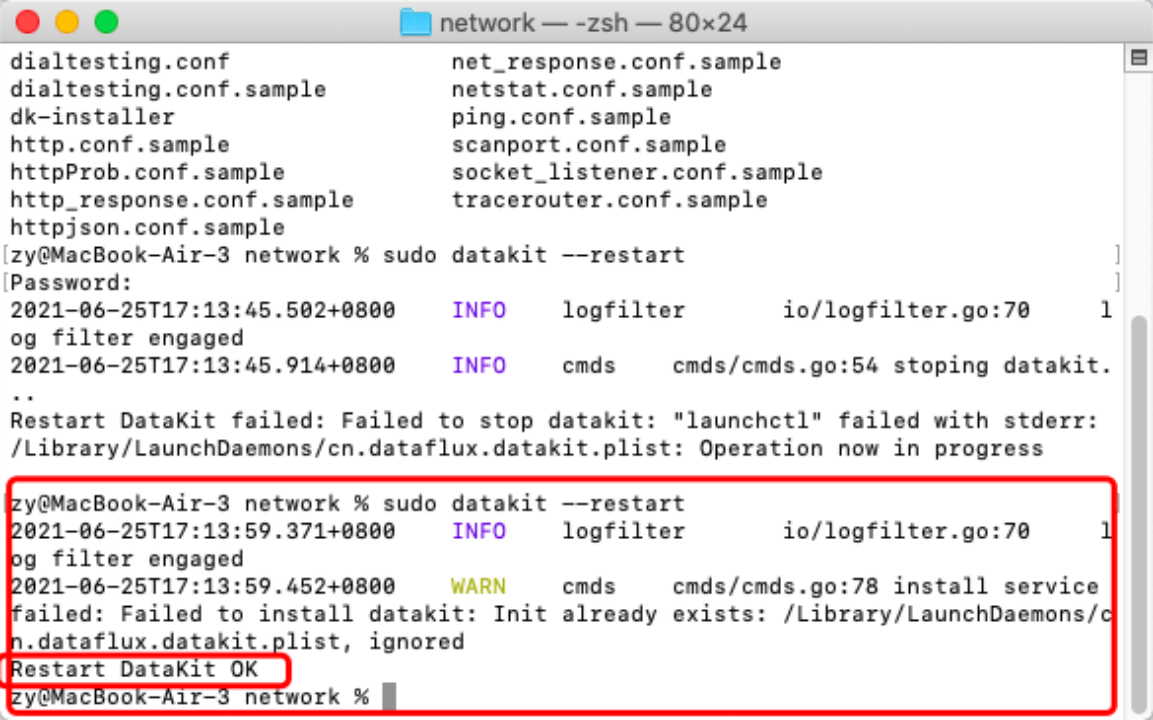 network — -zsh — 80×24
dialtesting.conf net_response.conf.sample
dialtesting.conf.sample netstat.conf.sample
dk-installer ping.conf.sample
http.conf.sample scanport.conf.sample
httpProb.conf.sample socket_listener.conf.sample
http_response.conf.sample tracerouter.conf.sample
httpjson.conf.sample
[zy@MacBook-Air-3 network % sudo datakit --restart ]
[Password: ]
2021-06-25T17:13:45.502+0800 INFO logfilter io/logfilter.go:70 l
og filter engaged
2021-06-25T17:13:45.914+0800 INFO cmds cmds/cmds.go:54 stoping datakit.
..
Restart DataKit failed: Failed to stop datakit: "launchctl" failed with stderr:
/Library/LaunchDaemons/cn.dataflux.datakit.plist: Operation now in progress
zy@MacBook-Air-3 network % sudo datakit --restart
2021-06-25T17:13:59.371+0800 INFO logfilter io/logfilter.go:70 l
og filter engaged
2021-06-25T17:13:59.452+0800 WARN cmds cmds/cmds.go:78 install service
failed: Failed to install datakit: Init already exists: /Library/LaunchDaemons/c
n.dataflux.datakit.plist, ignored
Restart DataKit OK
zy@MacBook-Air-3 network %